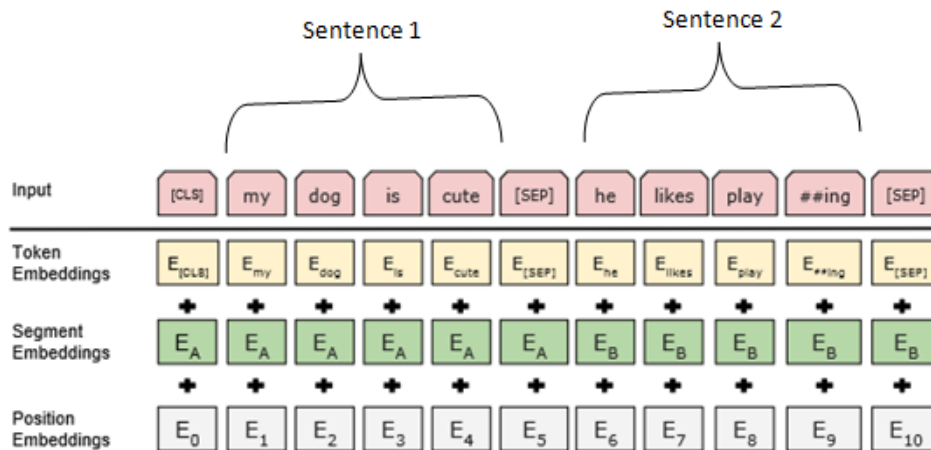 Sentence 1 Sentence 2
Input [CLS] my dog is cute [SEP] he likes play ##ing [SEP]
Token Embeddings E[CLS] Emy Edog Eis Ecute E[SEP] Ehe Elikes Eplay E##ing E[SEP]
+ + + + + + + + + + +
Segment Embeddings EA EA EA EA EA EA EB EB EB EB EB
+ + + + + + + + + + +
Position Embeddings E0 E1 E2 E3 E4 E5 E6 E7 E8 E9 E10